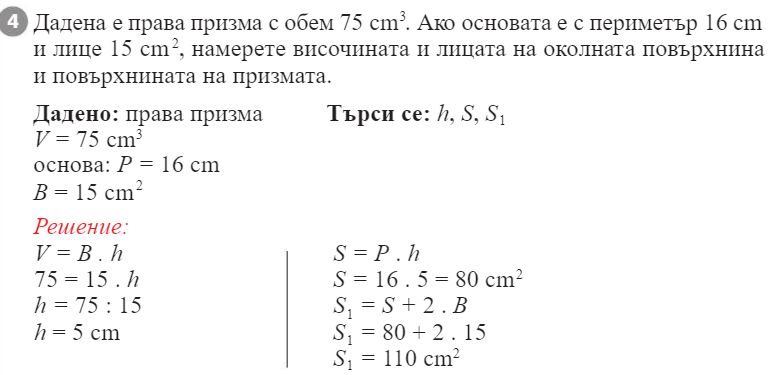 4 Дадена е права призма с обем 75 cm³. Ако основата е с периметър 16 cm
и лице 15 cm², намерете височината и лицата на околната повърхнина
и повърхнината на призмата.
Дадено: права призма
V = 75 cm³
основа: P = 16 cm
B = 15 cm²
Търси се: h, S, S₁
Решение:
V = B . h
75 = 15 . h
h = 75 : 15
h = 5 cm
S = P . h
S = 16 . 5 = 80 cm²
S₁ = S + 2 . B
S₁ = 80 + 2 . 15
S₁ = 110 cm²